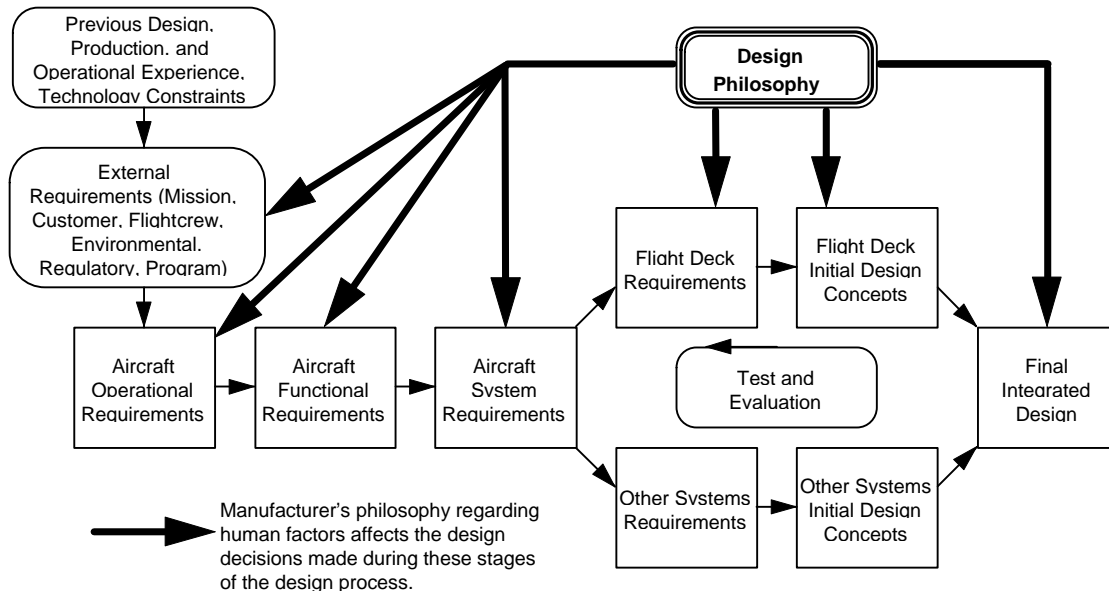 Previous Design,
Production, and
Operational Experience,
Technology Constraints
Design
Philosophy
External
Requirements (Mission,
Customer, Flightcrew,
Environmental,
Regulatory, Program)
Flight Deck
Requirements
Flight Deck
Initial Design
Concepts
Aircraft
Operational
Requirements
Aircraft
Functional
Requirements
Aircraft
System
Requirements
Test and
Evaluation
Final
Integrated
Design
Other Systems
Requirements
Other Systems
Initial Design
Concepts
Manufacturer's philosophy regarding
human factors affects the design
decisions made during these stages
of the design process.